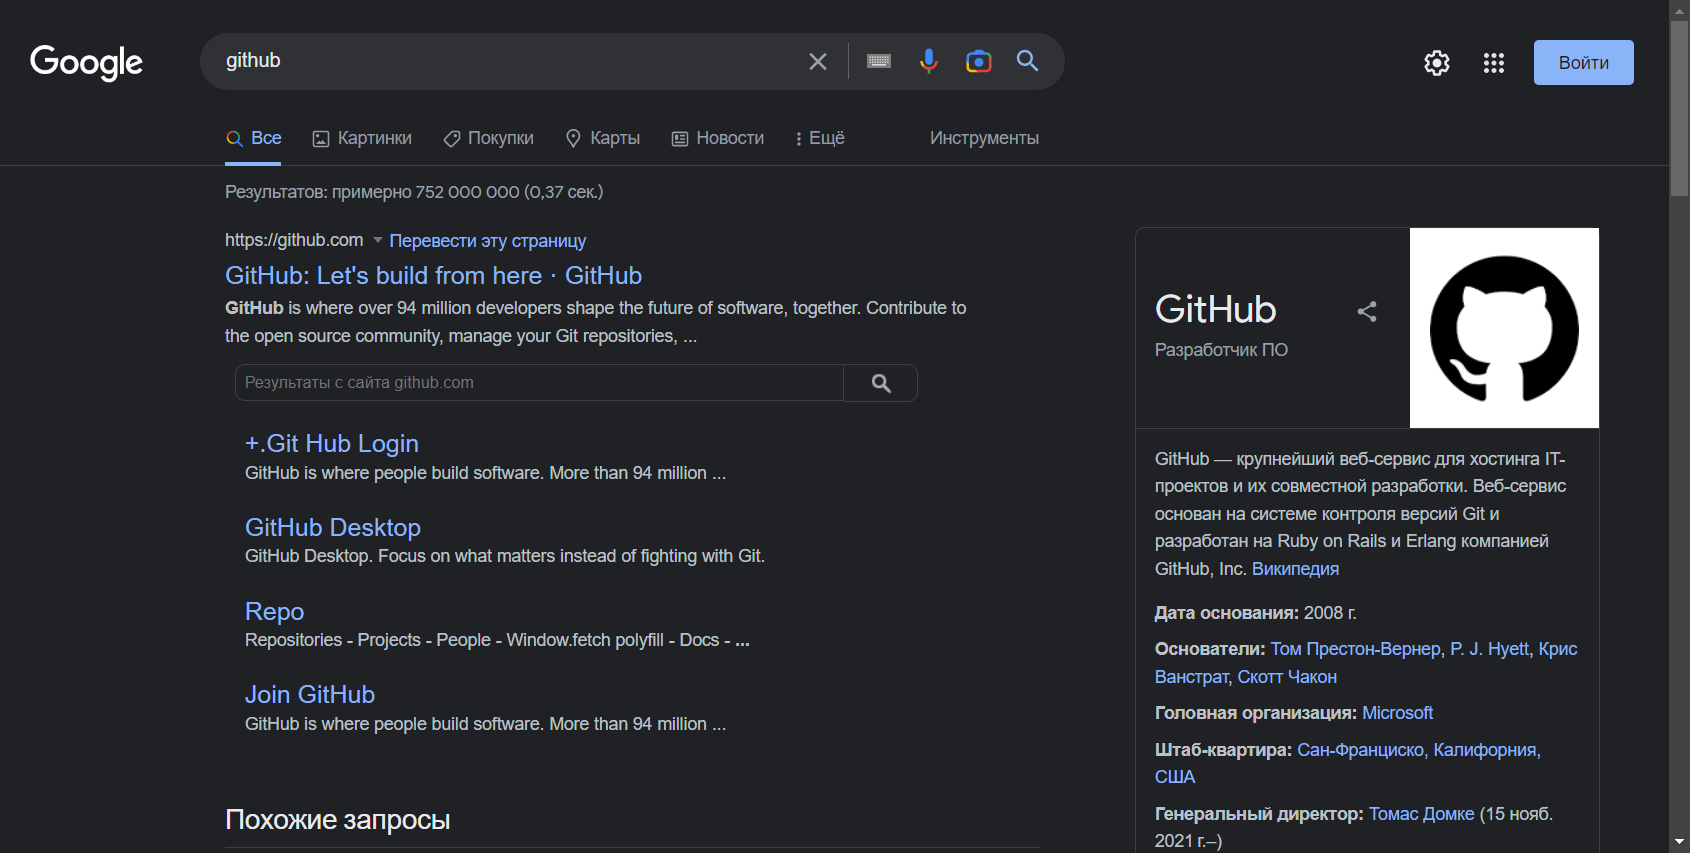 Google
github
Войти
Все
Картинки
Покупки
Карты
Новости
Ещё
Инструменты
Результатов: примерно 752 000 000 (0,37 сек.)
https://github.com
Перевести эту страницу
GitHub: Let's build from here · GitHub
GitHub is where over 94 million developers shape the future of software, together. Contribute to
the open source community, manage your Git repositories, ...
Результаты с сайта github.com
+.Git Hub Login
GitHub is where people build software. More than 94 million ...
GitHub Desktop
GitHub Desktop. Focus on what matters instead of fighting with Git.
Repo
Repositories - Projects - People - Window.fetch polyfill - Docs - ...
Join GitHub
GitHub is where people build software. More than 94 million ...
Похожие запросы
GitHub
Разработчик ПО
GitHub — крупнейший веб-сервис для хостинга IT-
проектов и их совместной разработки. Веб-сервис
основан на системе контроля версий Git и
разработан на Ruby on Rails и Erlang компанией
GitHub, Inc. Википедия
Дата основания: 2008 г.
Основатели: Том Престон-Вернер, P. J. Hyett, Крис
Ванстрат, Скотт Чакон
Головная организация: Microsoft
Штаб-квартира: Сан-Франциско, Калифорния,
США
Генеральный директор: Томас Домке (15 нояб.
2021 г.–)